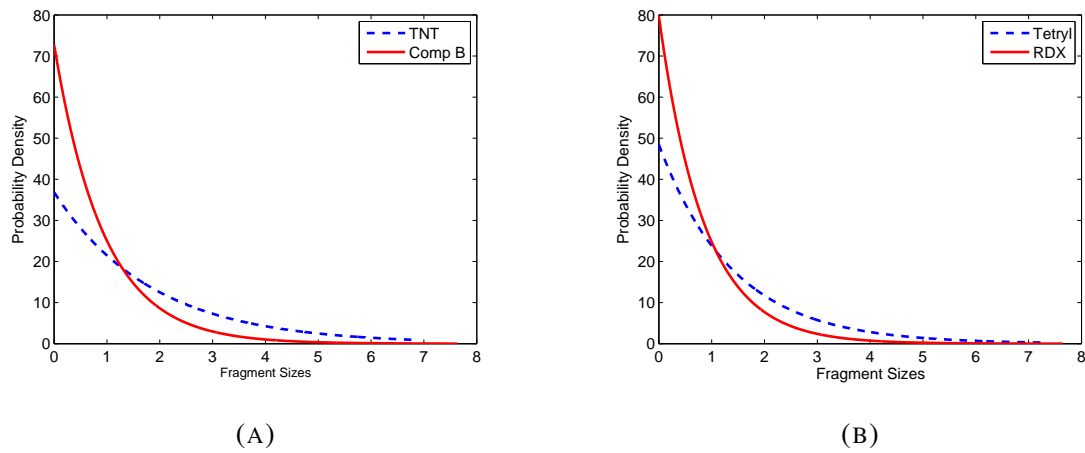 80
70
60
50
40
30
20
10
0
Probability Density
0 1 2 3 4 5 6 7 8
Fragment Sizes
TNT
Comp B
(A)
80
70
60
50
40
30
20
10
0
Probability Density
0 1 2 3 4 5 6 7 8
Fragment Sizes
Tetryl
RDX
(B)